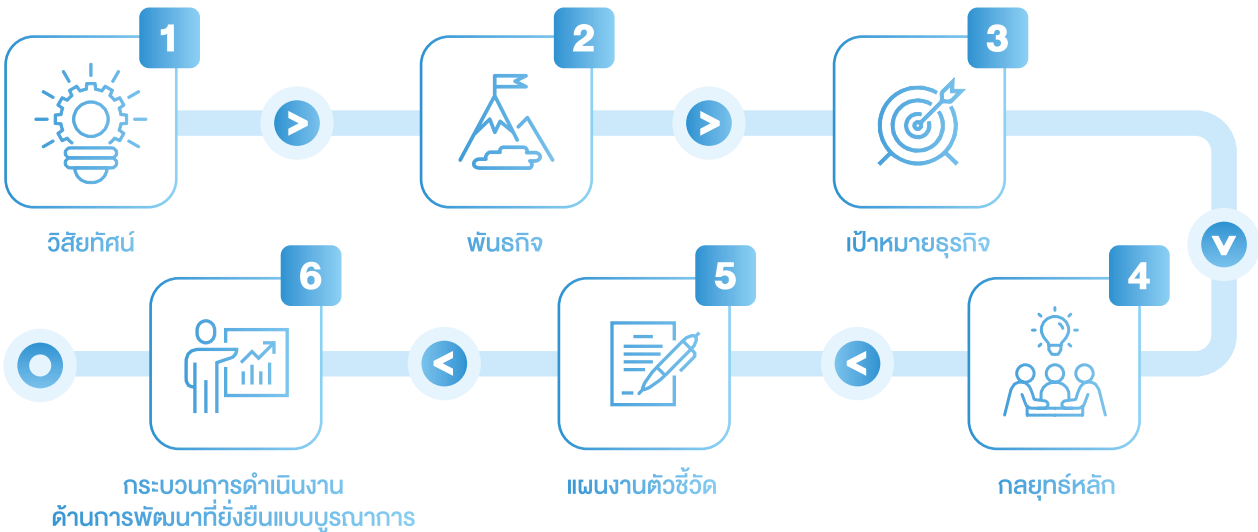 1
วิสัยทัศน์
2
พันธกิจ
3
เป้าหมายธุรกิจ
4
กลยุทธ์หลัก
5
แผนงานตัวชี้วัด
6
กระบวนการดำเนินงาน
ด้านการพัฒนาที่ยั่งยืนแบบบูรณาการ